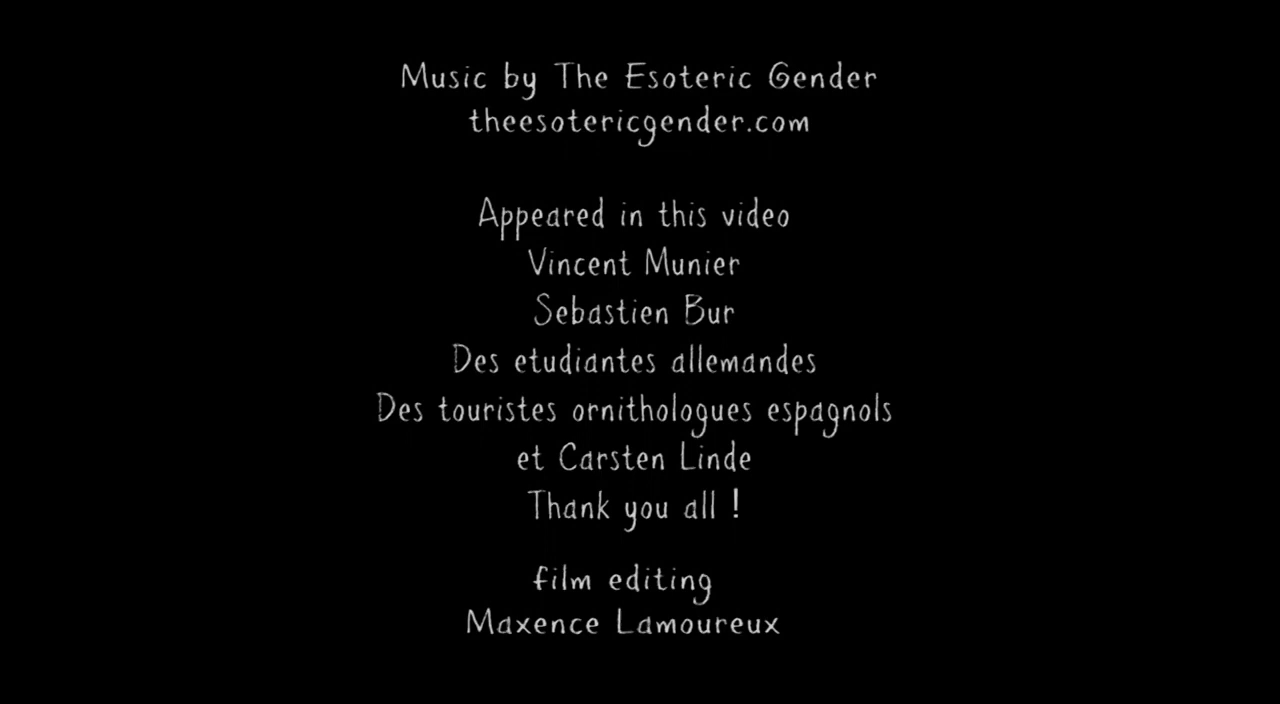 Music by The Esoteric Gender
theesotericgender.com
Appeared in this video
Vincent Munier
Sebastien Bur
Des etudiantes allemandes
Des touristes ornithologues espagnols
et Carsten Linde
Thank you all !
film editing
Maxence Lamoureux